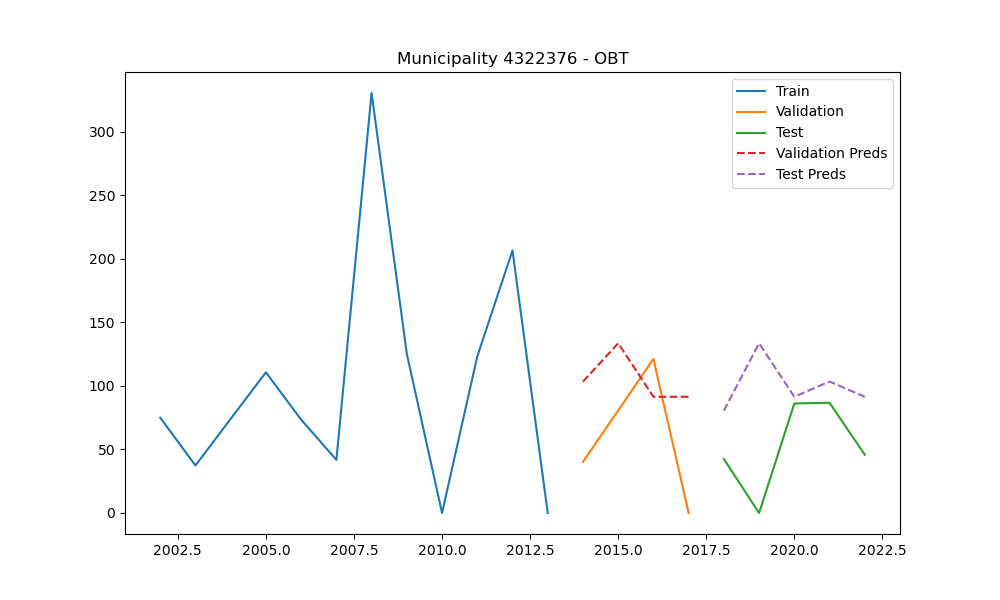 Municipality 4322376 - OBT
Train
Validation
Test
Validation Preds
Test Preds
300
250
200
150
100
50
0
2002.5 2005.0 2007.5 2010.0 2012.5 2015.0 2017.5 2020.0 2022.5